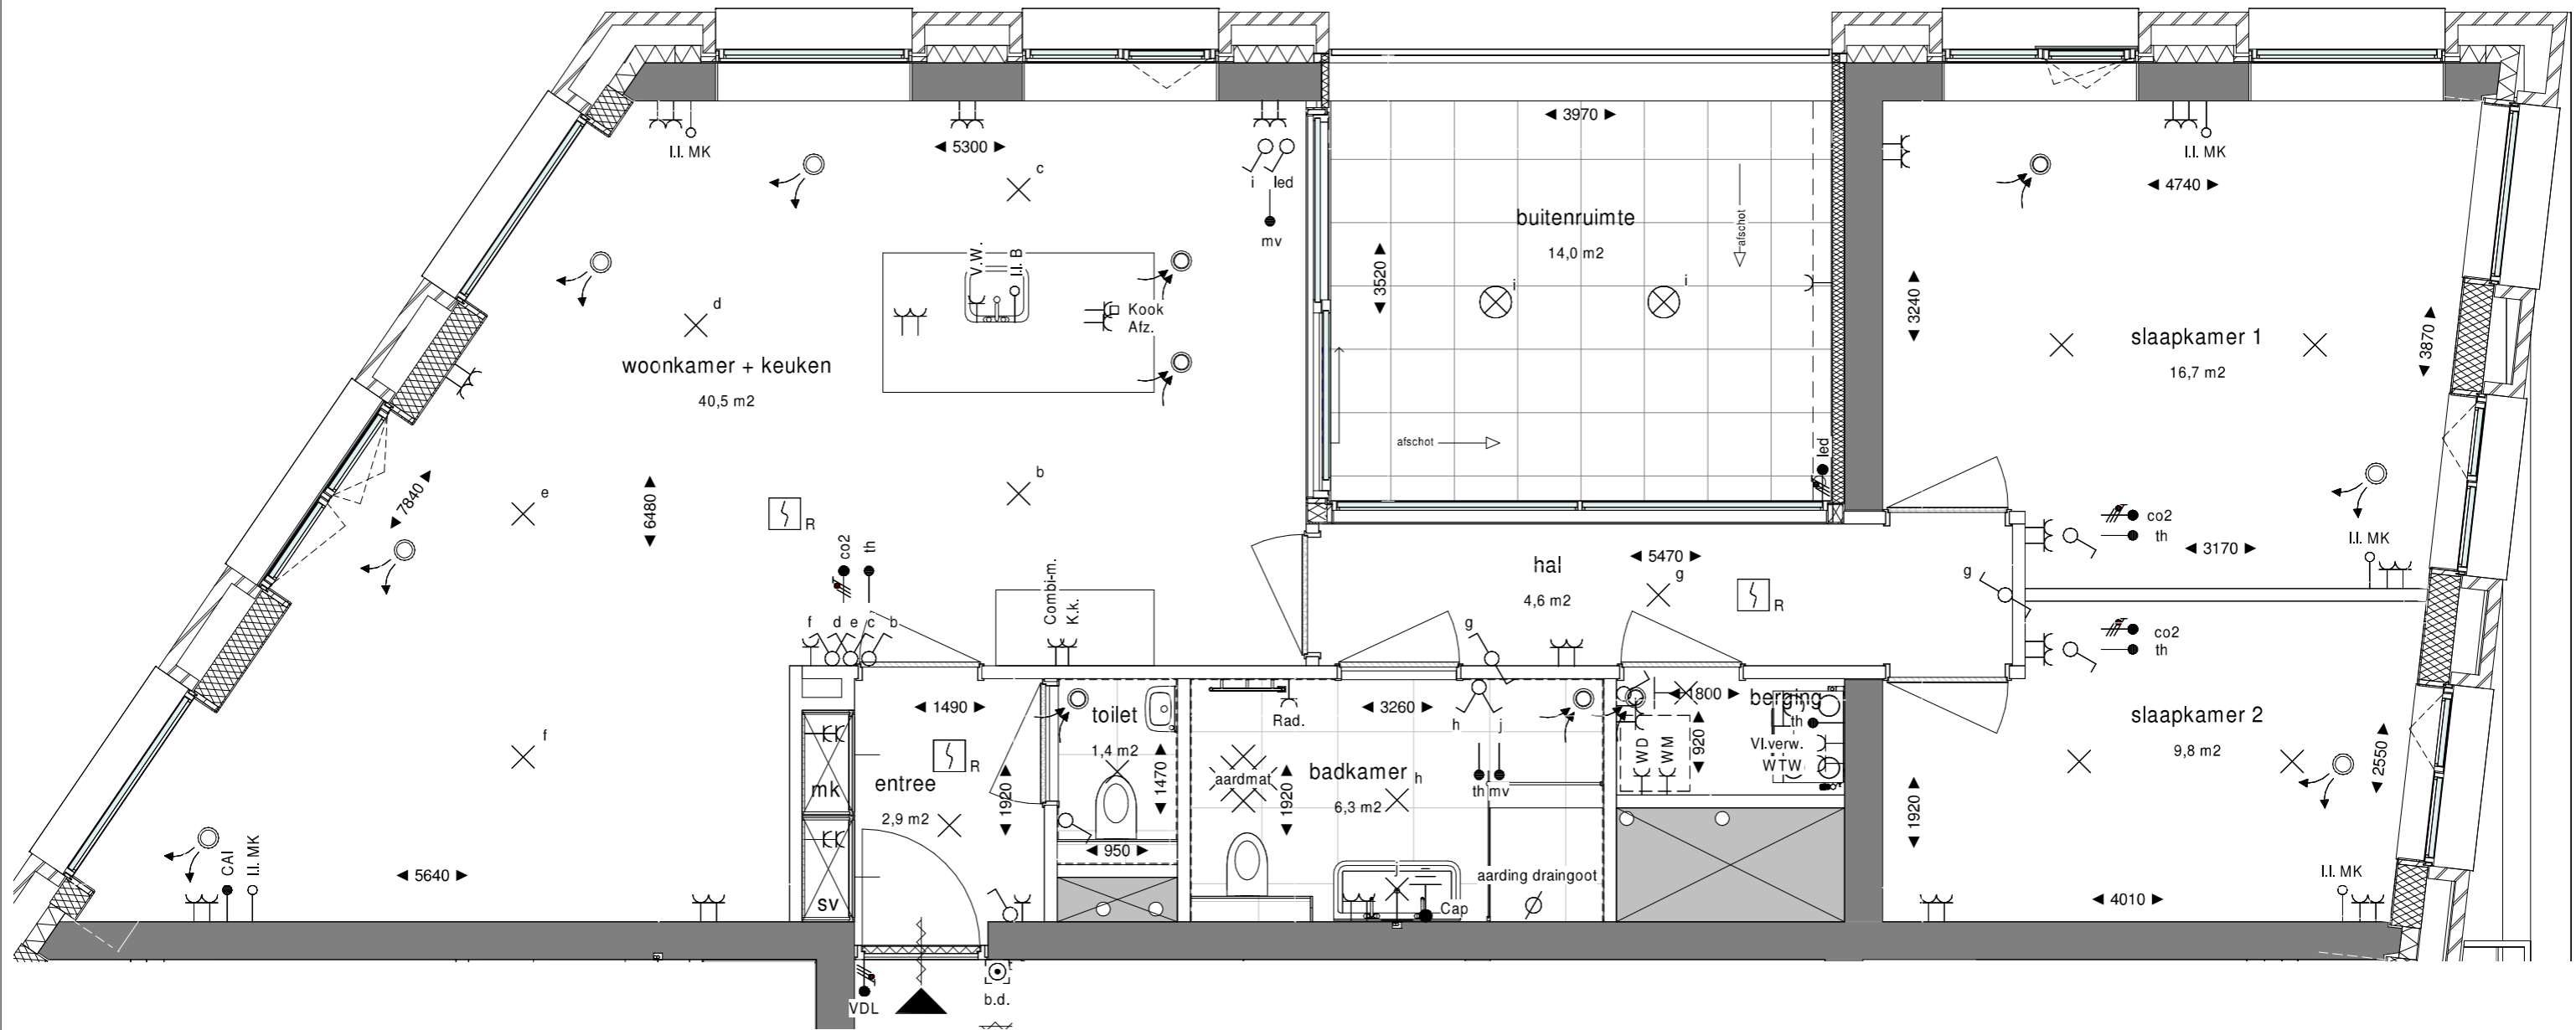 ◄ 3970 ►
I.I. MK
◄ 5300 ►
c
i led
mv
I.I. MK
◄ 4740 ►
buitenruimte
14,0 m2
afschot
◄ 3520 ►
i
i
V.W.
I.I. B
Kook
Afz.
d
woonkamer + keuken
40,5 m2
◄ 3240 ►
slaapkamer 1
16,7 m2
◄ 3870 ►
afschot
led
b
e
◄ 7840 ►
◄ 6480 ►
R
co2
th
co2
th
◄ 3170 ►
I.I. MK
hal
4,6 m2
◄ 5470 ►
g
R
g
Combi-m.
K.k.
f d e c b
g
co2
th
◄ 1490 ►
toilet
1,4 m2
◄ 1470 ►
Rad.
◄ 3260 ►
h j
◄ 1800 ►
berging
th
WD
WM
◄ 920 ►
Vl.verw.
WTW
slaapkamer 2
9,8 m2
◄ 2550 ►
f
R
mk
entree
2,9 m2
◄ 1920 ►
aardmat
◄ 1920 ►
badkamer
h
6,3 m2
th mv
◄ 1920 ►
◄ 950 ►
CAI
I.I. MK
◄ 5640 ►
sv
j
Cap
aarding draingoot
◄ 4010 ►
I.I. MK
VDL
t
b.d.